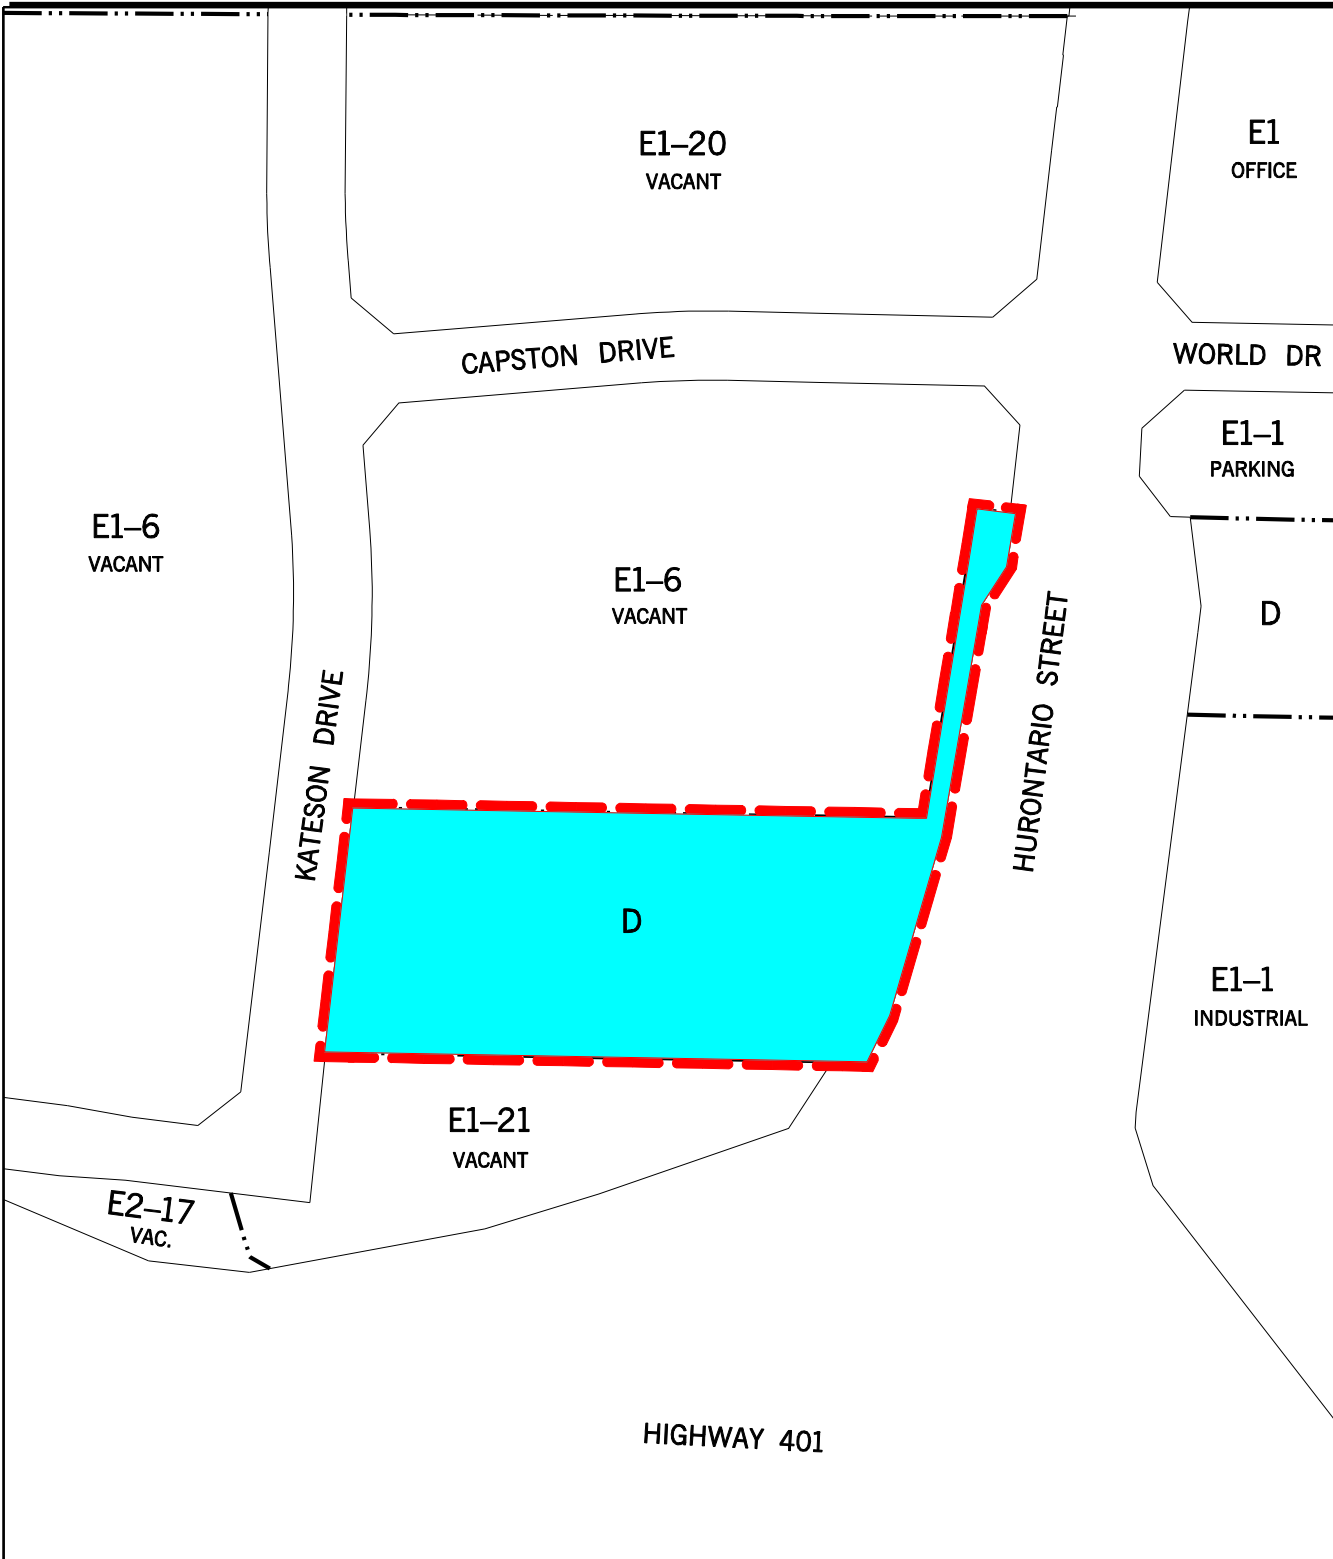 E1–20
VACANT
E1
OFFICE
CAPSTON DRIVE
WORLD DR
E1–1
PARKING
E1–6
VACANT
E1–6
VACANT
D
HURONTARIO STREET
KATESON DRIVE
D
E1–1
INDUSTRIAL
E1–21
VACANT
E2–17
VAC.
HIGHWAY 401